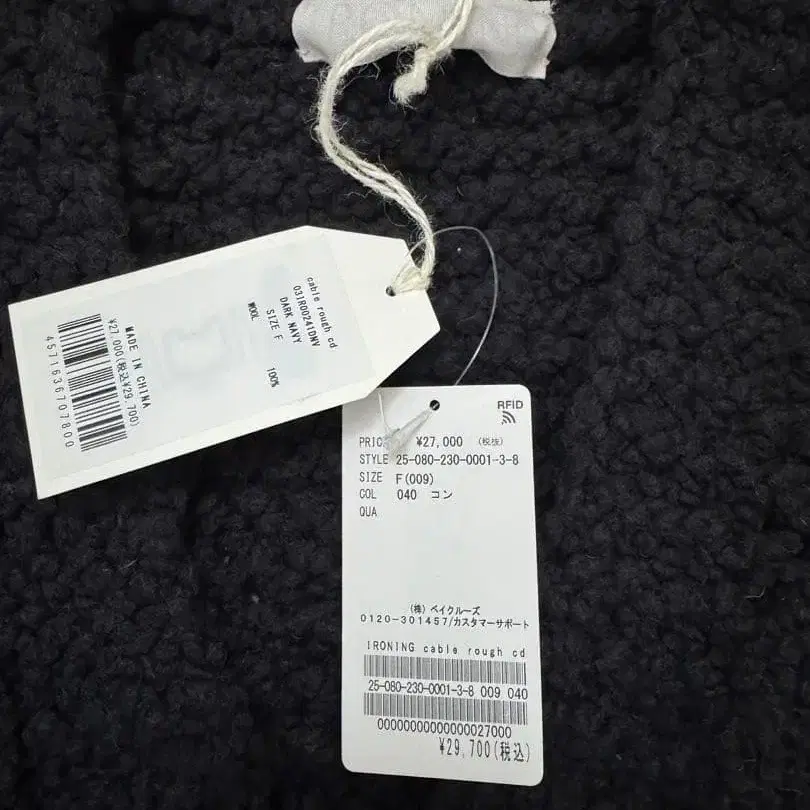 cable rough cd
031R00241DNV
DARK NAVY
SIZE F
WOOL 100%
MADE IN CHINA
¥27,000(税込¥29,700)
4571636707800
RFID
PRIC ¥27,000 (税抜)
STYLE 25-080-230-0001-3-8
SIZE F(009)
COL 040 コン
QUA
(株) ベイクルーズ
0120-301457/カスタマーサポート
IRONING cable rough cd
25-080-230-0001-3-8 009 040
00000000000000027000
¥29,700(税込)